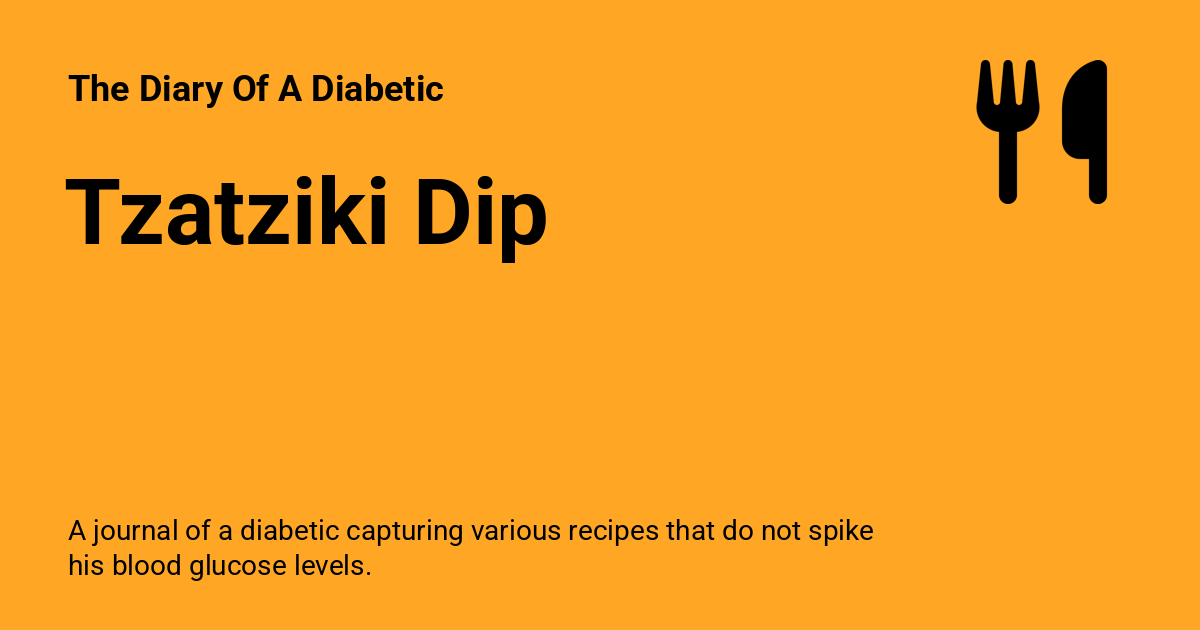 The Diary Of A Diabetic
Tzatziki Dip
A journal of a diabetic capturing various recipes that do not spike
his blood glucose levels.